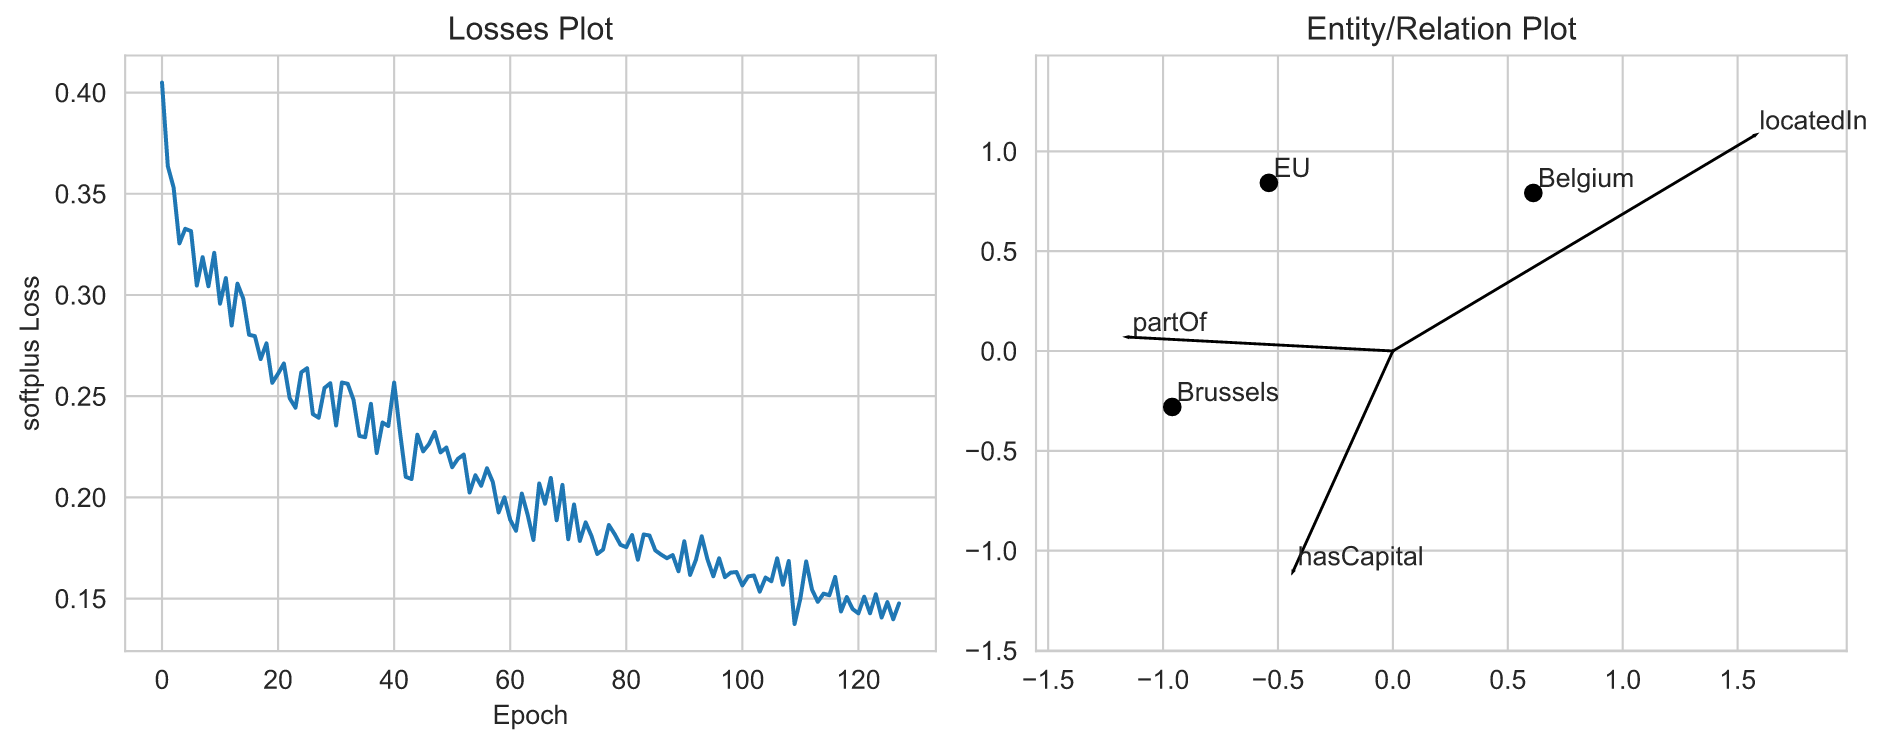 Losses Plot
0.40
0.35
0.30
0.25
0.20
0.15
softplus Loss
0 20 40 60 80 100 120
Epoch
Entity/Relation Plot
1.0
0.5
0.0
−0.5
−1.0
−1.5
locatedIn
EU
Belgium
partOf
Brussels
hasCapital
−1.5 −1.0 −0.5 0.0 0.5 1.0 1.5